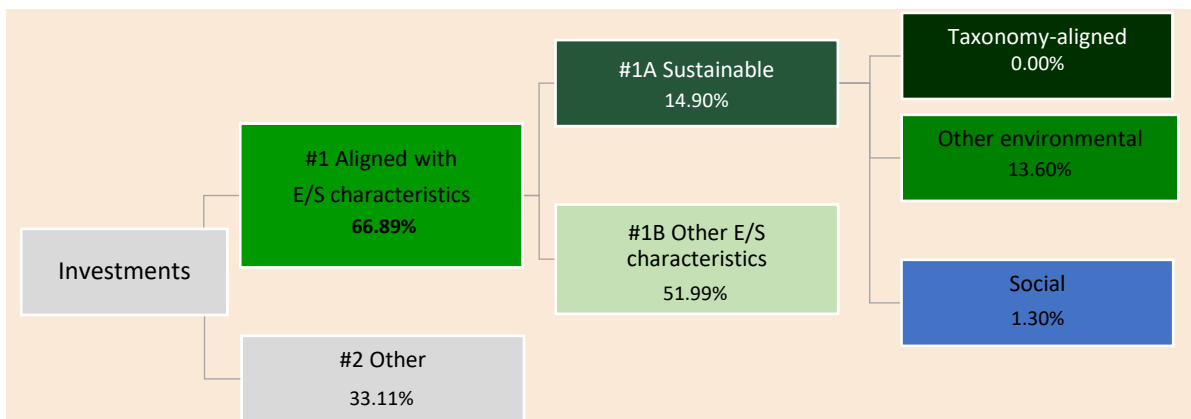 Investments
#1 Aligned with
E/S characteristics
66.89%
#2 Other
33.11%
#1A Sustainable
14.90%
#1B Other E/S
characteristics
51.99%
Taxonomy-aligned
0.00%
Other environmental
13.60%
Social
1.30%